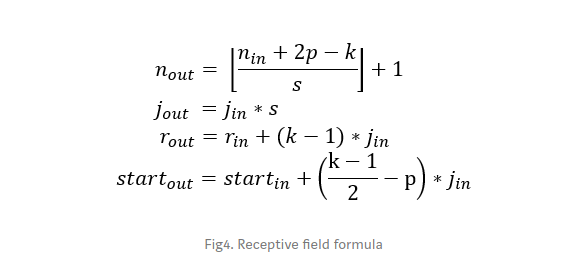 n_out = ⌊(n_in + 2p − k)/s⌋ + 1
j_out = j_in * s
r_out = r_in + (k − 1) * j_in
start_out = start_in + ((k − 1)/2 − p) * j_in
Fig4. Receptive field formula